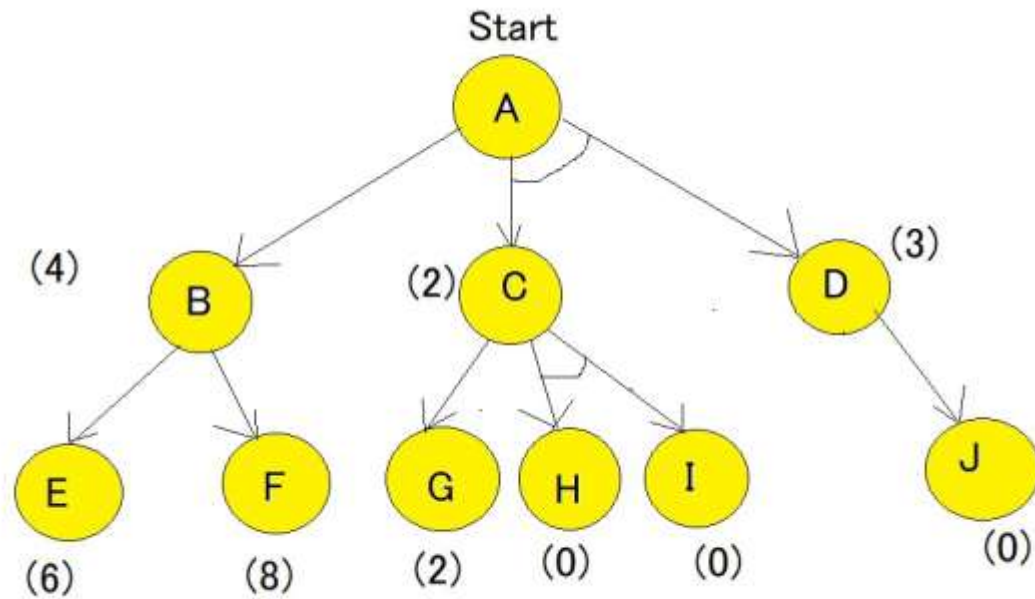 Start
A
(4)
B
(2)
C
D
(3)
E
F
G
H
I
J
(6)
(8)
(2)
(0)
(0)
(0)